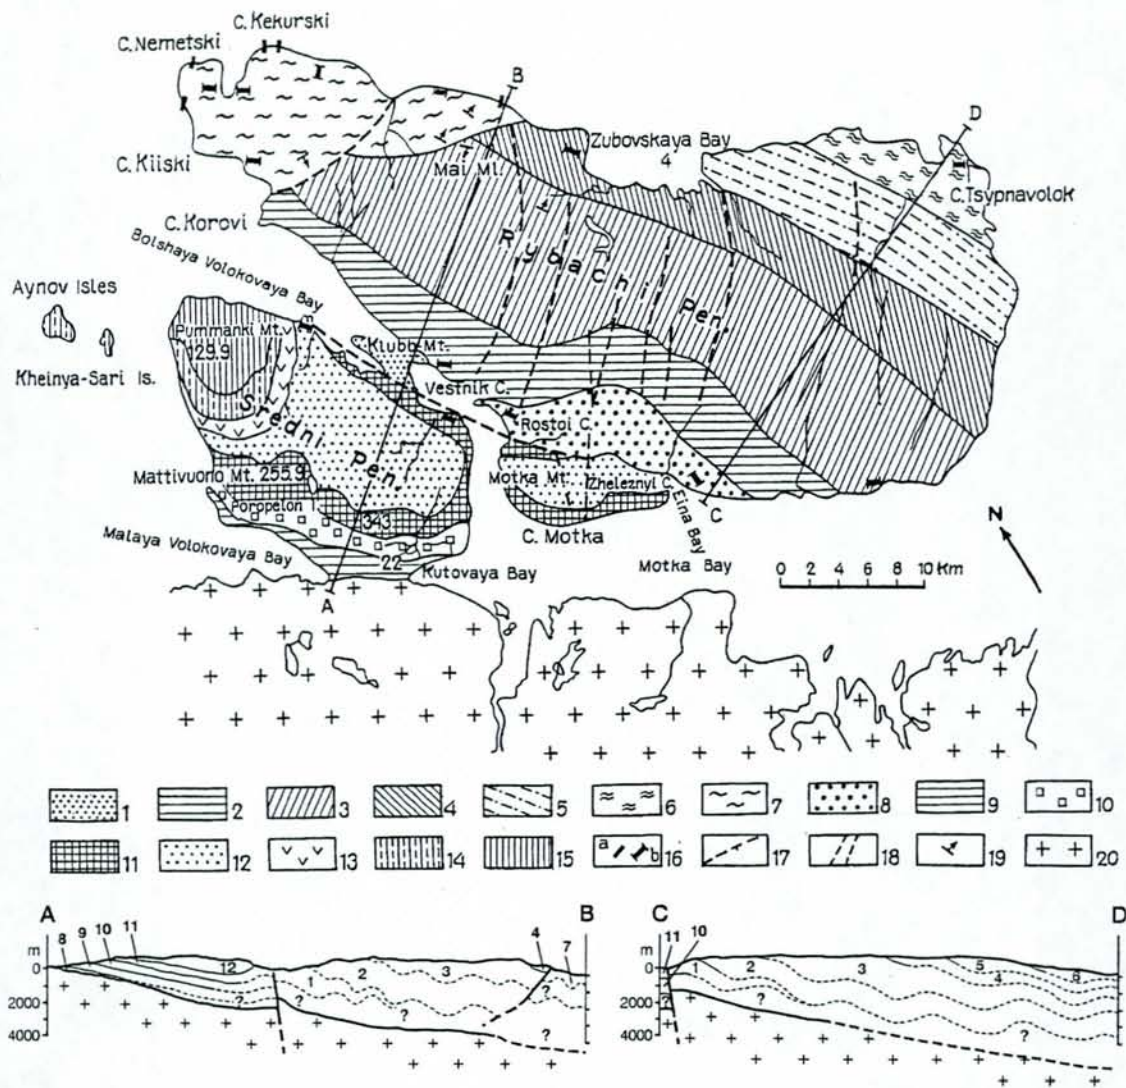 C. Kekurski
C. Nemetski
B
D
Zubovskaya Bay
4
C. Kiiski
Mal Ml.
C. Tsypnavolok
C. Korovi
Bolshaya Volokovaya Bay
Rybach. Pen.
Aynov Isles
Pummanki Mt.
129.9
Klubb Mt.
Kheinya-Sari Is.
Vestnik C.
Sredni Pen.
Rostoi C.
Mattivuono Mt. 255.9
Motka Mt.
Zheleznyl C.
Poropelon I.
343
C
Eina Bay
N
C. Motka
Malaya Volokovaya Bay
22
Kutovaya Bay
Motka Bay
0 2 4 6 8 10 Km
A
1 2 3 4 5 6 7 8 9 10
11 12 13 14 15 a b 16 17 18 19 20
A B C D
m 8 9 10 11 4 7 m 11 10
0 12 1 2 3 ? 0 1 2 3 5 4 6
2000 ? ? ? 2000 ? ?
4000 ? 4000 ?